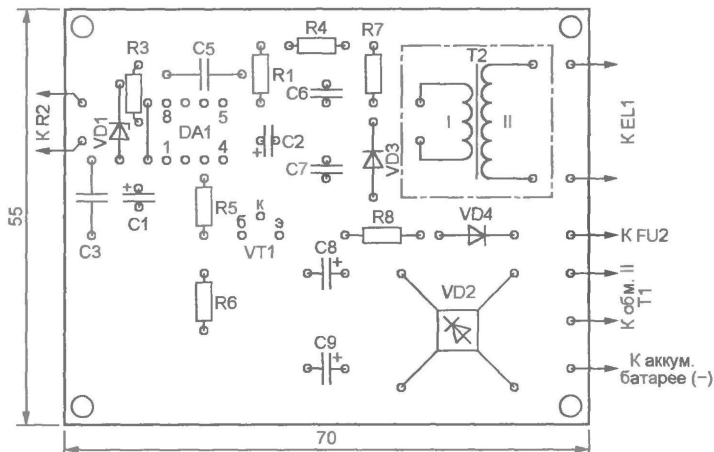 R4
R7
R3
C5
T2
R1
К R2
VD1
8
5
C6
DA1
I
II
К EL1
C2
+
1
4
C7
VD3
+
C1
R5
к
б
э
VT1
C3
R8
VD4
К FU2
C8
+
VD2
К обм. II
T1
R6
C9
+
К аккум.
батарее (–)
55
70